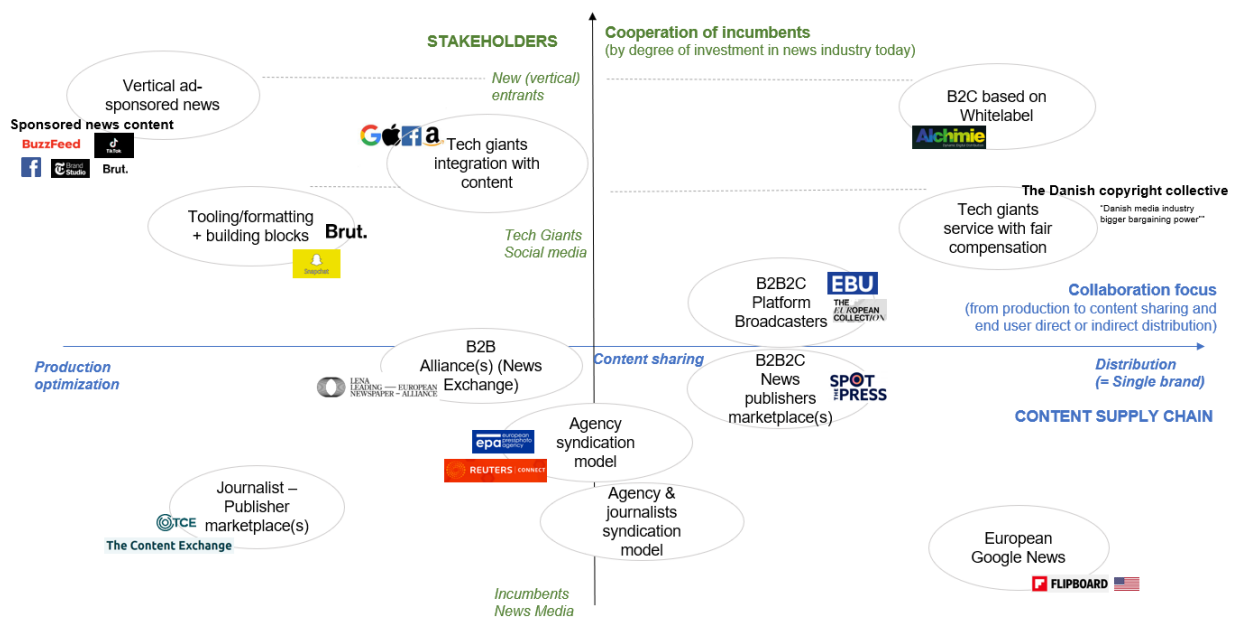 STAKEHOLDERS
Cooperation of incumbents
(by degree of investment in news industry today)
New (vertical)
entrants
Vertical ad-
sponsored news
Sponsored news content
BuzzFeed
TikTok
Brand
Studio
Brut.
Tech giants
integration with
content
B2C based on
Whitelabel
Alchimie
The Danish copyright collective
"Danish media industry
bigger bargaining power""
Tech giants
service with fair
compensation
Tooling/formatting
+ building blocks
Brut.
Snapchat
Tech Giants
Social media
B2B2C
Platform
Broadcasters
EBU
THE
EUROPEAN
COLLECTION
Collaboration focus
(from production to content sharing and
end user direct or indirect distribution)
Production
optimization
B2B
Alliance(s) (News
Exchange)
LENA
LEADING — EUROPEAN
NEWSPAPER – ALLIANCE
Content sharing
B2B2C
News
publishers
marketplace(s)
SPOT
THE
PRESS
Distribution
(= Single brand)
CONTENT SUPPLY CHAIN
Agency
syndication
model
epa
european
pressphoto
agency
REUTERS CONNECT
Journalist –
Publisher
marketplace(s)
TCE
The Content Exchange
Agency &
journalists
syndication
model
European
Google News
FLIPBOARD
Incumbents
News Media